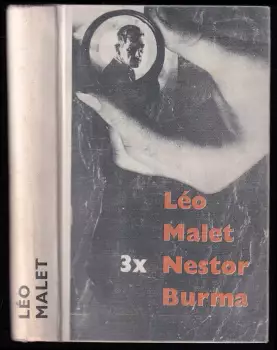 LÉO
MALET
Léo
Malet
3x Nestor
Burma